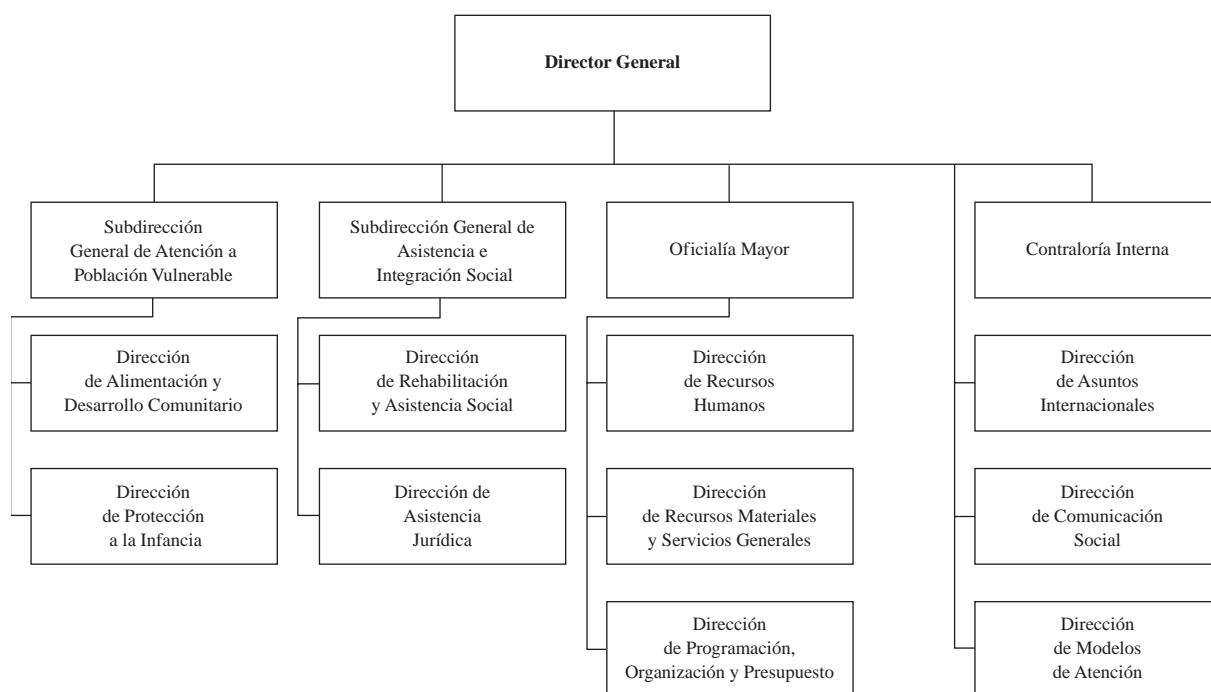 Director General
Subdirección
General de Atención a
Población Vulnerable
Subdirección General de
Asistencia e
Integración Social
Oficialía Mayor
Contraloría Interna
Dirección
de Alimentación y
Desarrollo Comunitario
Dirección
de Rehabilitación
y Asistencia Social
Dirección
de Recursos
Humanos
Dirección
de Asuntos
Internacionales
Dirección
de Protección
a la Infancia
Dirección de
Asistencia
Jurídica
Dirección
de Recursos Materiales
y Servicios Generales
Dirección
de Comunicación
Social
Dirección
de Programación,
Organización y Presupuesto
Dirección
de Modelos
de Atención